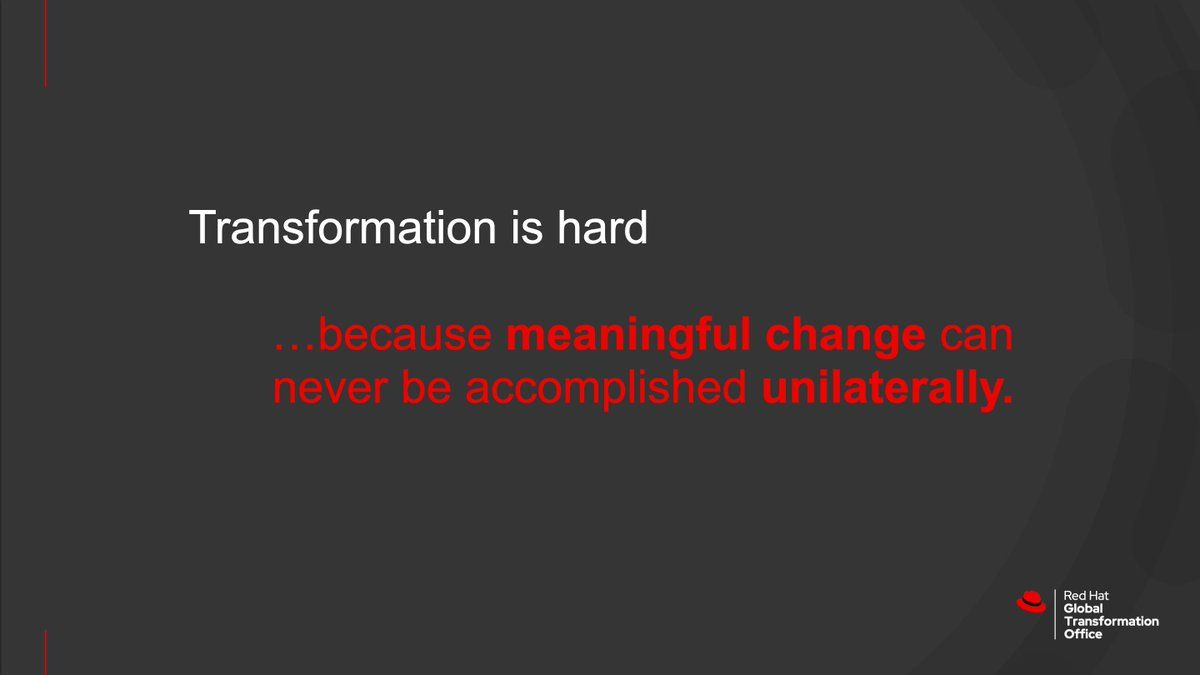 Transformation is hard
…because meaningful change can
never be accomplished unilaterally.
Red Hat
Global
Transformation
Office